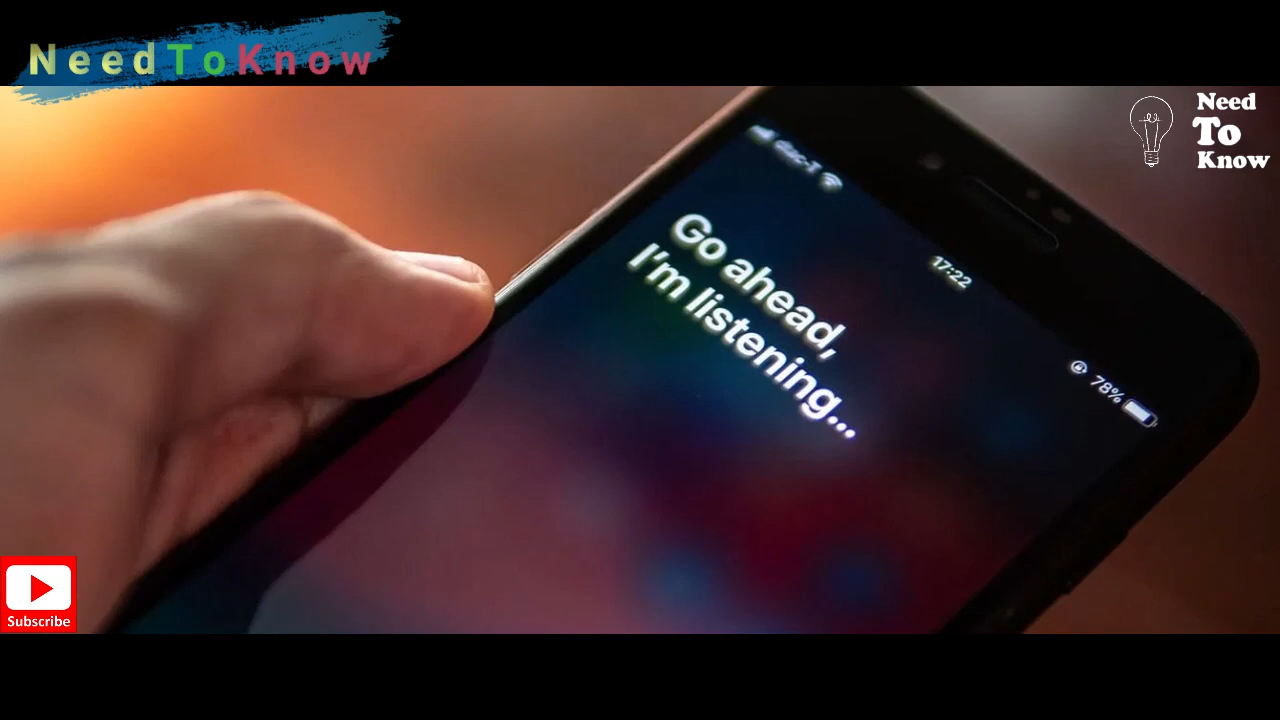 NeedToKnow
Need
To
Know
17:22
78%
Go ahead,
I'm listening...
Subscribe